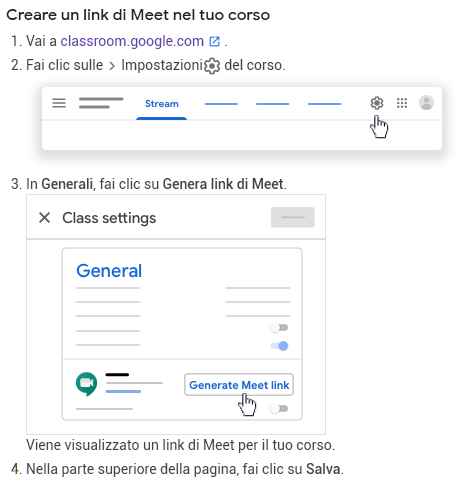 Creare un link di Meet nel tuo corso
1. Vai a classroom.google.com .
2. Fai clic sulle > Impostazioni del corso.
Stream
3. In Generali, fai clic su Genera link di Meet.
Class settings
General
Generate Meet link
Viene visualizzato un link di Meet per il tuo corso.
4. Nella parte superiore della pagina, fai clic su Salva.